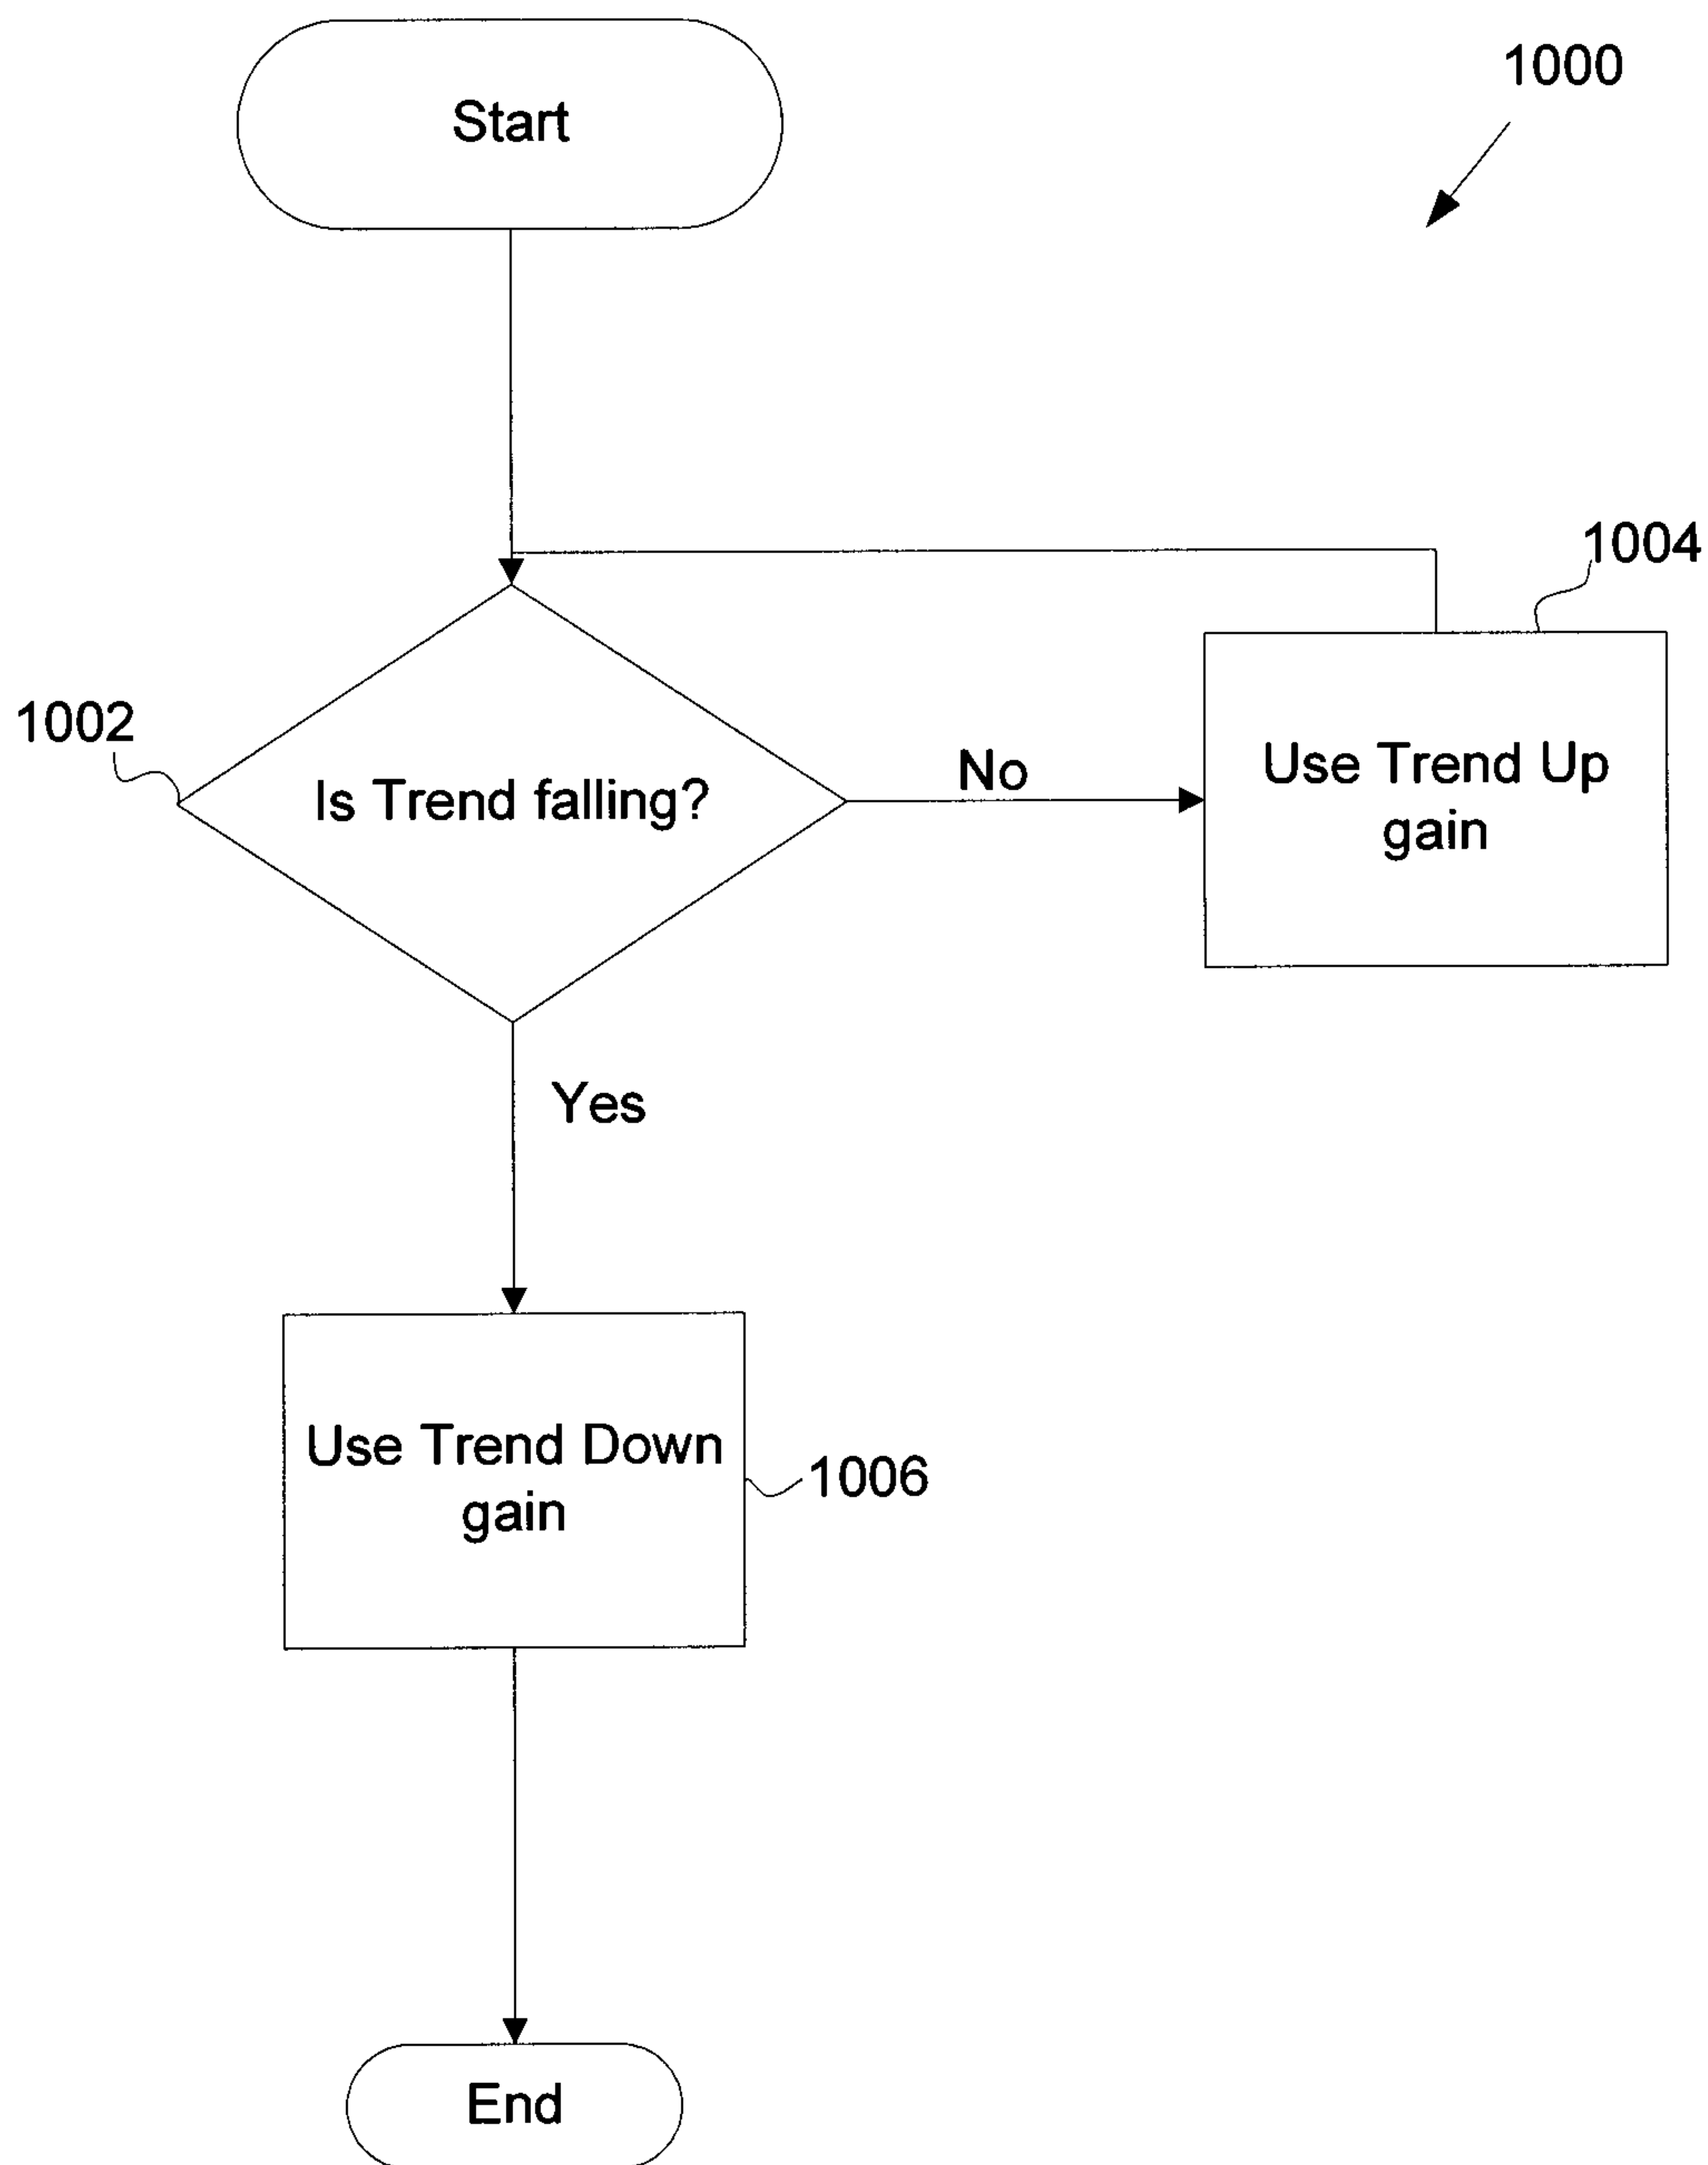 Start
1000
1004
1002
Is Trend falling?
No
Use Trend Up
gain
Yes
Use Trend Down
gain
1006
End